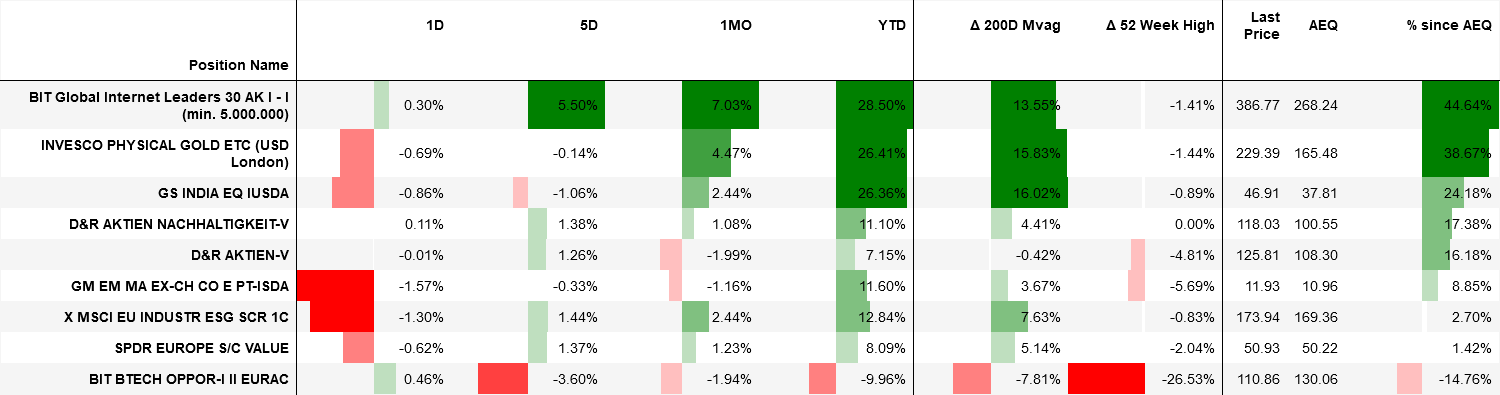 Position Name 1D 5D 1MO YTD Δ 200D Mvag Δ 52 Week High Last Price AEQ % since AEQ
BIT Global Internet Leaders 30 AK I - I (min. 5.000.000) 0.30% 5.50% 7.03% 28.50% 13.55% -1.41% 386.77 268.24 44.64%
INVESCO PHYSICAL GOLD ETC (USD London) -0.69% -0.14% 4.47% 26.41% 15.83% -1.44% 229.39 165.48 38.67%
GS INDIA EQ IUSDA -0.86% -1.06% 2.44% 26.36% 16.02% -0.89% 46.91 37.81 24.18%
D&R AKTIEN NACHHALTIGKEIT-V 0.11% 1.38% 1.08% 11.10% 4.41% 0.00% 118.03 100.55 17.38%
D&R AKTIEN-V -0.01% 1.26% -1.99% 7.15% -0.42% -4.81% 125.81 108.30 16.18%
GM EM MA EX-CH CO E PT-ISDA -1.57% -0.33% -1.16% 11.60% 3.67% -5.69% 11.93 10.96 8.85%
X MSCI EU INDUSTR ESG SCR 1C -1.30% 1.44% 2.44% 12.84% 7.63% -0.83% 173.94 169.36 2.70%
SPDR EUROPE S/C VALUE -0.62% 1.37% 1.23% 8.09% 5.14% -2.04% 50.93 50.22 1.42%
BIT BTECH OPPOR-I II EURAC 0.46% -3.60% -1.94% -9.96% -7.81% -26.53% 110.86 130.06 -14.76%